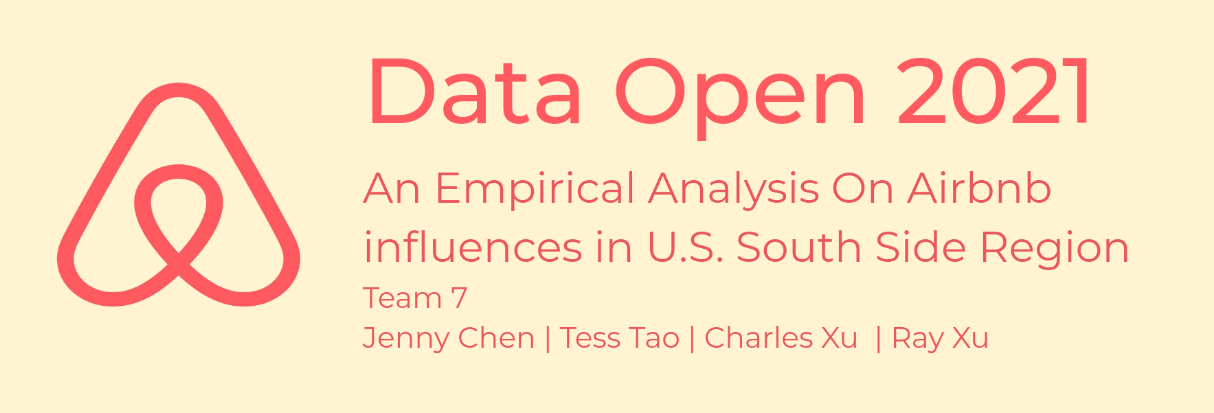 Data Open 2021
An Empirical Analysis On Airbnb
influences in U.S. South Side Region
Team 7
Jenny Chen | Tess Tao | Charles Xu  | Ray Xu